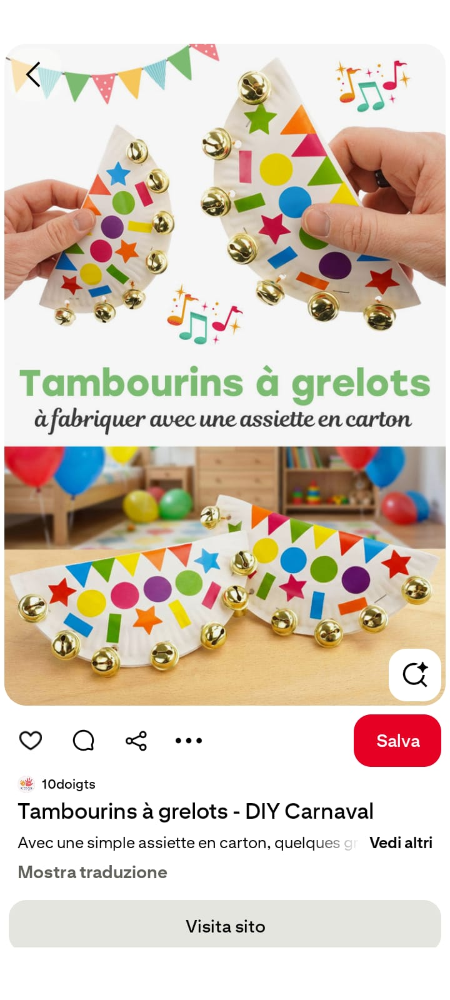 Tambourins à grelots
à fabriquer avec une assiette en carton
Salva
10doigts
Tambourins à grelots - DIY Carnaval
Avec une simple assiette en carton, quelques Vedi altri
Mostra traduzione
Visita sito